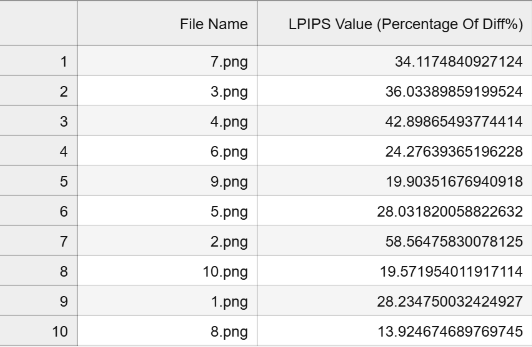 File Name LPIPS Value (Percentage Of Diff%)
1 7.png 34.1174840927124
2 3.png 36.03389859199524
3 4.png 42.89865493774414
4 6.png 24.27639365196228
5 9.png 19.90351676940918
6 5.png 28.031820058822632
7 2.png 58.56475830078125
8 10.png 19.571954011917114
9 1.png 28.234750032424927
10 8.png 13.924674689769745